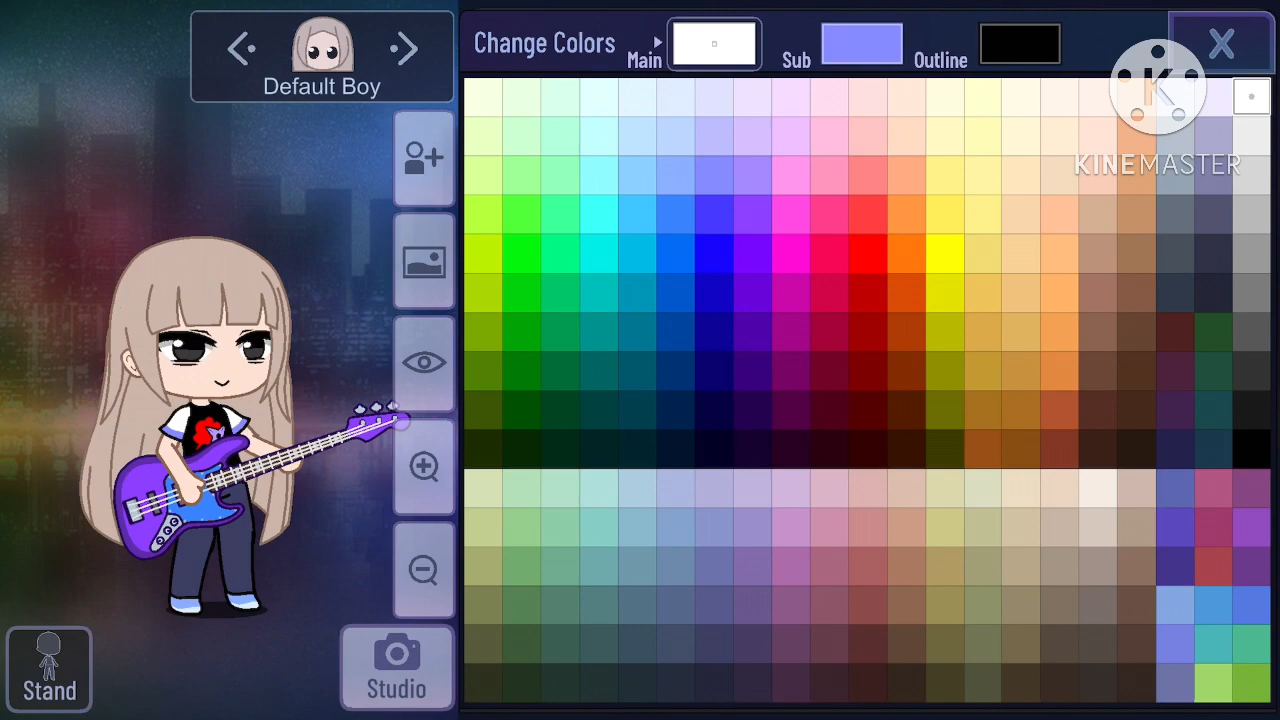 Default Boy
Change Colors
Main
Sub
Outline
X
K
KINEMASTER
Stand
Studio